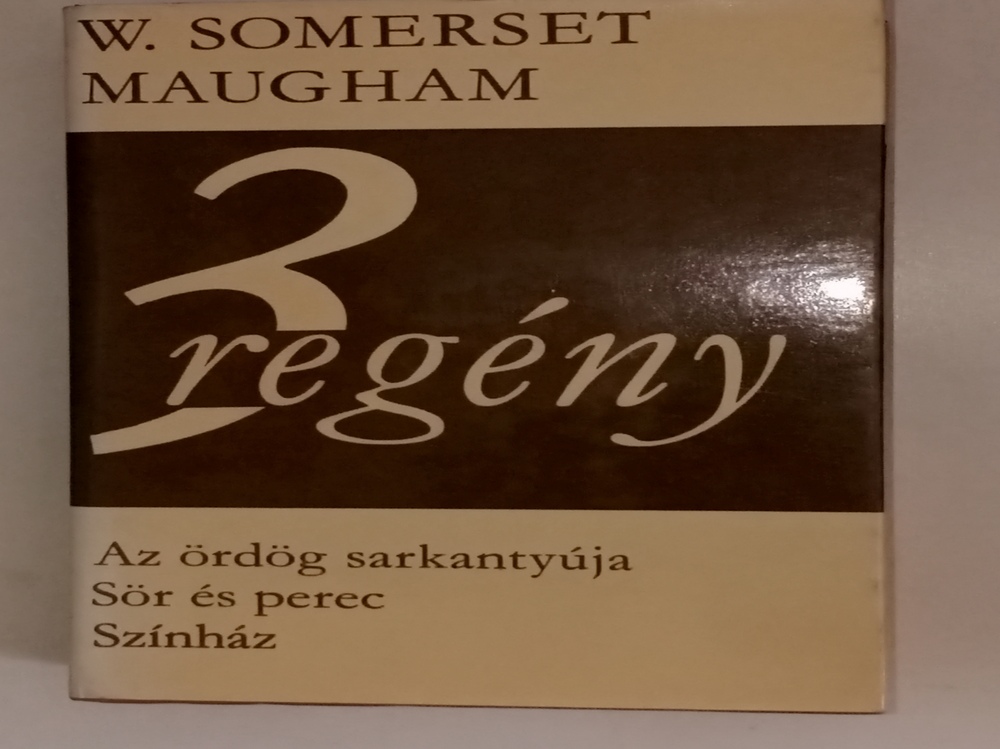 W. SOMERSET
MAUGHAM
3
regény
Az ördög sarkantyúja
Sör és perec
Színház